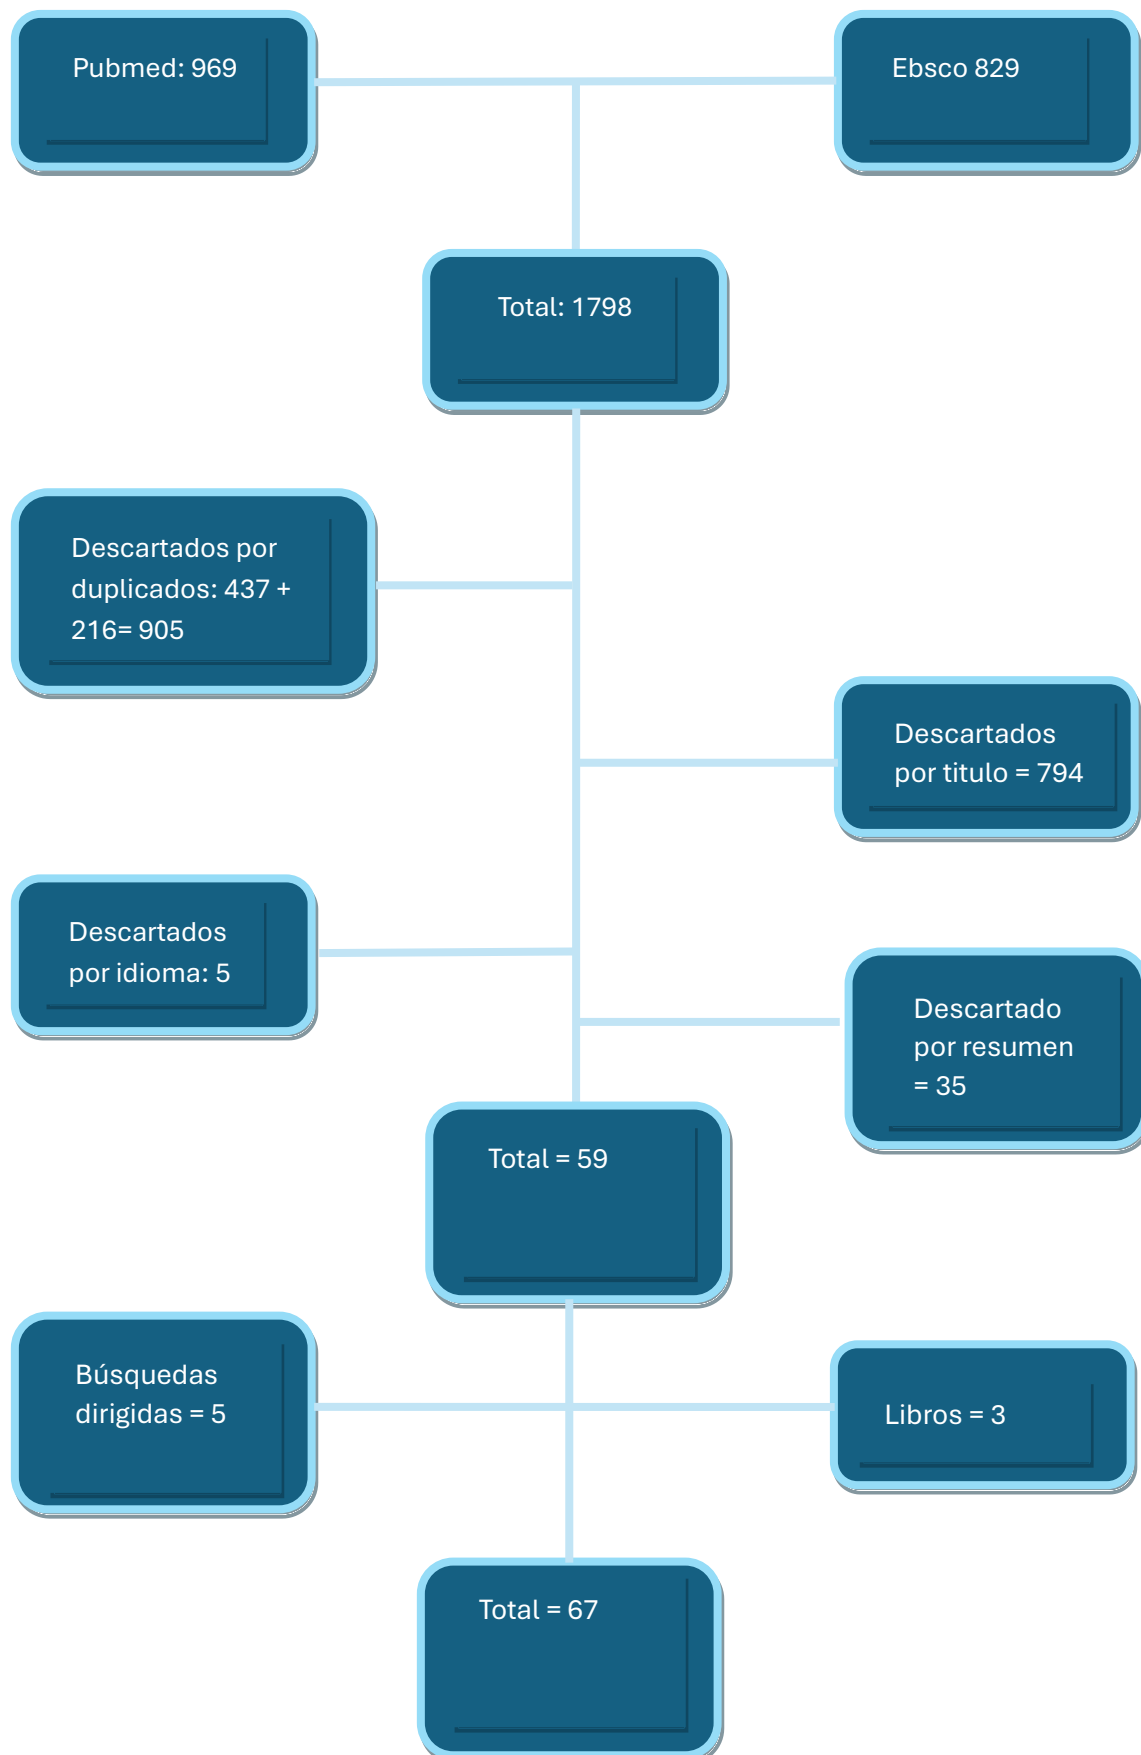 Pubmed: 969
Ebsco 829
Total: 1798
Descartados por
duplicados: 437 +
216= 905
Descartados
por titulo = 794
Descartados
por idioma: 5
Descartado
por resumen
= 35
Total = 59
Búsquedas
dirigidas = 5
Libros = 3
Total = 67